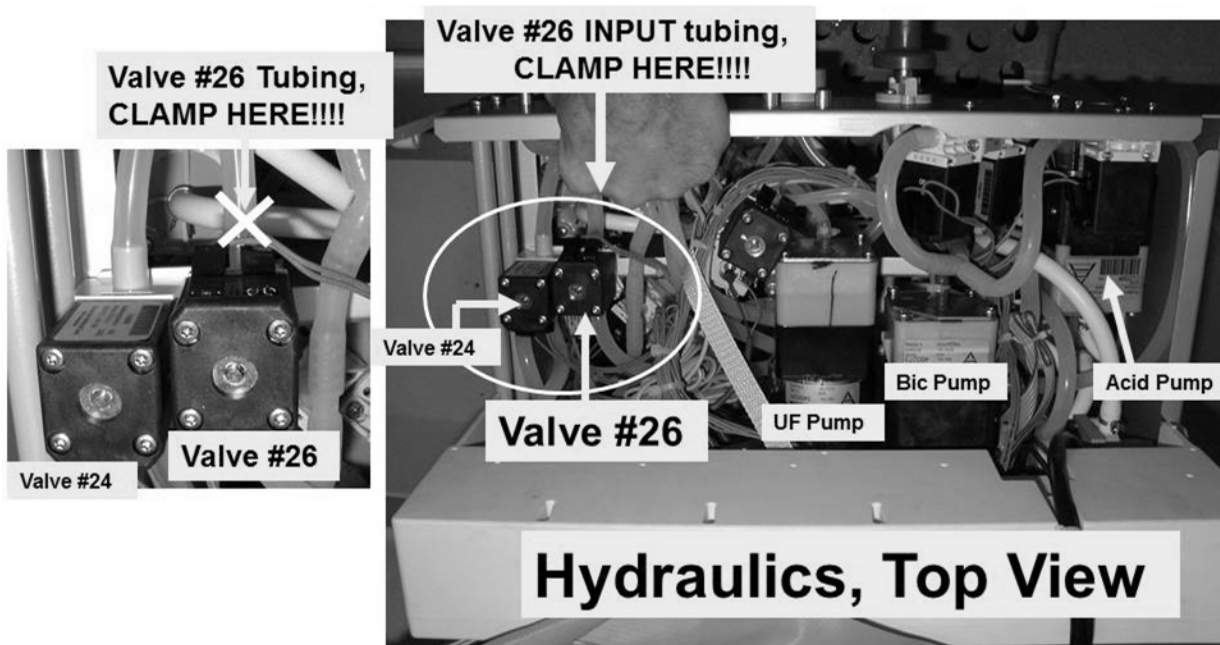 Valve #26 Tubing,
CLAMP HERE!!!!
Valve #24
Valve #26
Valve #26 INPUT tubing,
CLAMP HERE!!!!
Valve #24
Valve #26
UF Pump
Bic Pump
Acid Pump
Hydraulics, Top View